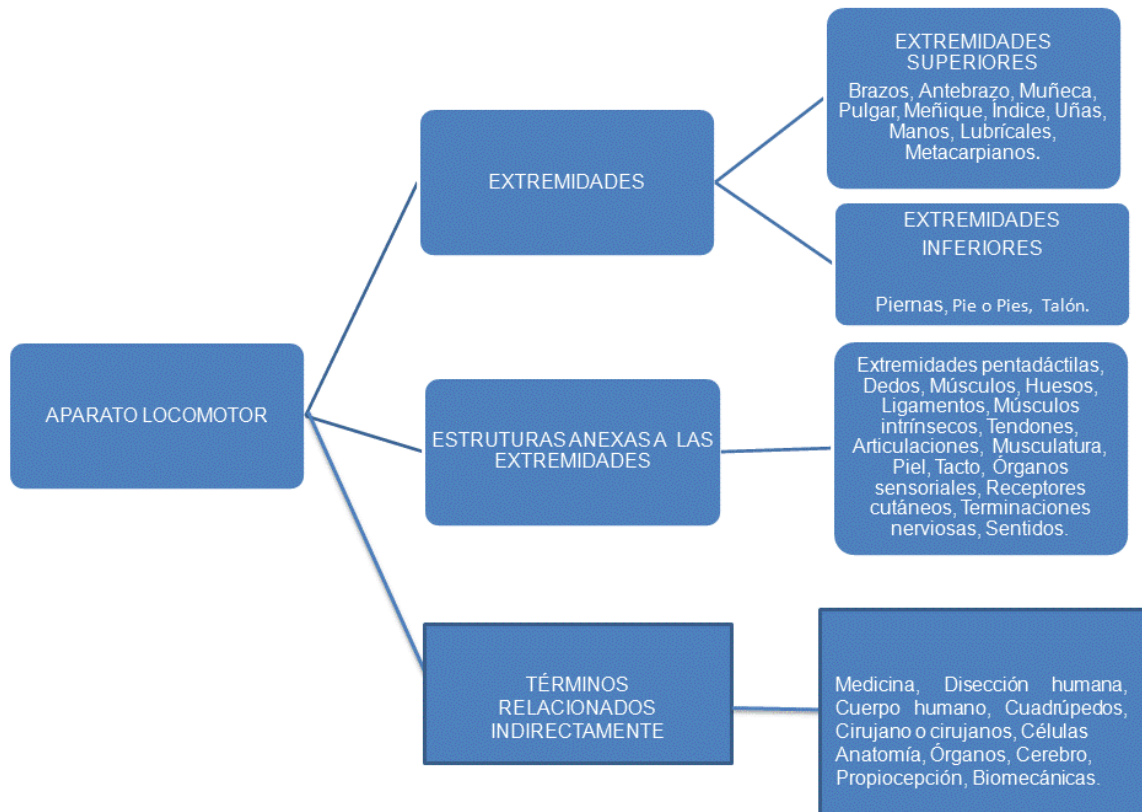 EXTREMIDADES
SUPERIORES
Brazos, Antebrazo, Muñeca,
Pulgar, Meñique, Índice, Uñas,
Manos, Lubrícales,
Metacarpianos.
EXTREMIDADES
EXTREMIDADES
INFERIORES
Piernas, Pie o Pies, Talón.
APARATO LOCOMOTOR
ESTRUTURAS ANEXAS A LAS
EXTREMIDADES
Extremidades pentadáctilas,
Dedos, Músculos, Huesos,
Ligamentos, Músculos
intrínsecos, Tendones,
Articulaciones, Musculatura,
Piel, Tacto, Órganos
sensoriales, Receptores
cutáneos, Terminaciones
nerviosas, Sentidos.
TÉRMINOS
RELACIONADOS
INDIRECTAMENTE
Medicina, Disección humana,
Cuerpo humano, Cuadrúpedos,
Cirujano o cirujanos, Células
Anatomía, Órganos, Cerebro,
Propiocepción, Biomecánicas.